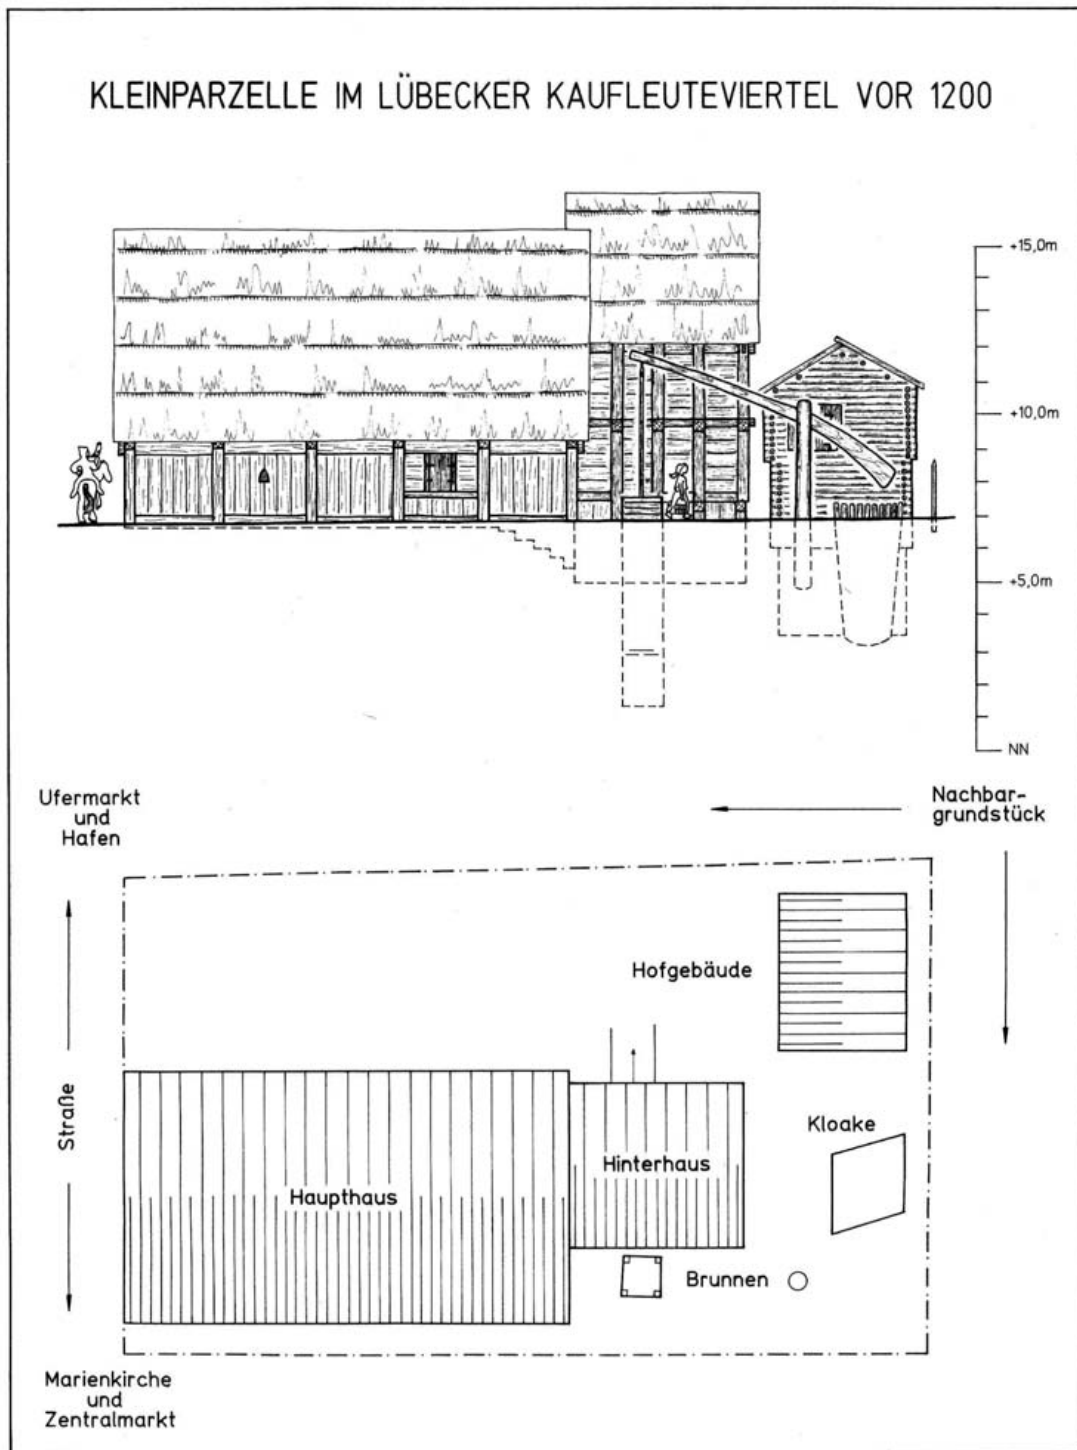 KLEINPARZELLE IM LÜBECKER KAUFLEUTEVIERTEL VOR 1200
+15,0m
+10,0m
+5,0m
NN
Ufermarkt
und
Hafen
Nachbar-
grundstück
Hofgebäude
Straße
Kloake
Hinterhaus
Haupthaus
Brunnen
Marienkirche
und
Zentralmarkt